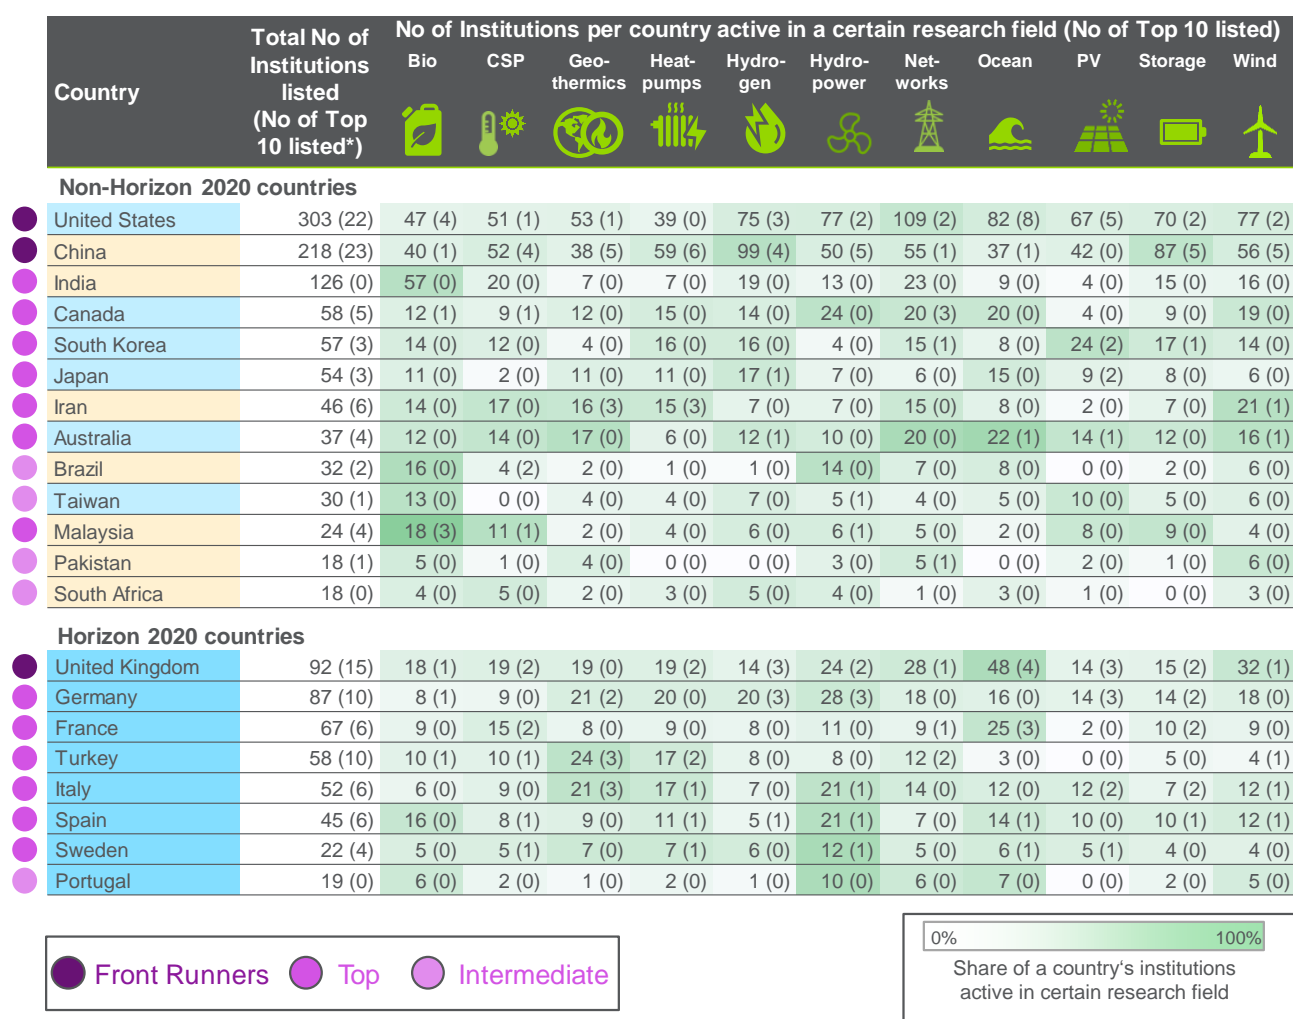 No of Institutions per country active in a certain research field (No of Top 10 listed)
Country
Total No of
Institutions
listed
(No of Top
10 listed*)
Bio
CSP
Geo-
thermics
Heat-
pumps
Hydro-
gen
Hydro-
power
Net-
works
Ocean
PV
Storage
Wind
Non-Horizon 2020 countries
United States 303 (22) 47 (4) 51 (1) 53 (1) 39 (0) 75 (3) 77 (2) 109 (2) 82 (8) 67 (5) 70 (2) 77 (2)
China 218 (23) 40 (1) 52 (4) 38 (5) 59 (6) 99 (4) 50 (5) 55 (1) 37 (1) 42 (0) 87 (5) 56 (5)
India 126 (0) 57 (0) 20 (0) 7 (0) 7 (0) 19 (0) 13 (0) 23 (0) 9 (0) 4 (0) 15 (0) 16 (0)
Canada 58 (5) 12 (1) 9 (1) 12 (0) 15 (0) 14 (0) 24 (0) 20 (3) 20 (0) 4 (0) 9 (0) 19 (0)
South Korea 57 (3) 14 (0) 12 (0) 4 (0) 16 (0) 16 (0) 4 (0) 15 (1) 8 (0) 24 (2) 17 (1) 14 (0)
Japan 54 (3) 11 (0) 2 (0) 11 (0) 11 (0) 17 (1) 7 (0) 6 (0) 15 (0) 9 (2) 8 (0) 6 (0)
Iran 46 (6) 14 (0) 17 (0) 16 (3) 15 (3) 7 (0) 7 (0) 15 (0) 8 (0) 2 (0) 7 (0) 21 (1)
Australia 37 (4) 12 (0) 14 (0) 17 (0) 6 (0) 12 (1) 10 (0) 20 (0) 22 (1) 14 (1) 12 (0) 16 (1)
Brazil 32 (2) 16 (0) 4 (2) 2 (0) 1 (0) 1 (0) 14 (0) 7 (0) 8 (0) 0 (0) 2 (0) 6 (0)
Taiwan 30 (1) 13 (0) 0 (0) 4 (0) 4 (0) 7 (0) 5 (1) 4 (0) 5 (0) 10 (0) 5 (0) 6 (0)
Malaysia 24 (4) 18 (3) 11 (1) 2 (0) 4 (0) 6 (0) 6 (1) 5 (0) 2 (0) 8 (0) 9 (0) 4 (0)
Pakistan 18 (1) 5 (0) 1 (0) 4 (0) 0 (0) 0 (0) 3 (0) 5 (1) 0 (0) 2 (0) 1 (0) 6 (0)
South Africa 18 (0) 4 (0) 5 (0) 2 (0) 3 (0) 5 (0) 4 (0) 1 (0) 3 (0) 1 (0) 0 (0) 3 (0)
Horizon 2020 countries
United Kingdom 92 (15) 18 (1) 19 (2) 19 (0) 19 (2) 14 (3) 24 (2) 28 (1) 48 (4) 14 (3) 15 (2) 32 (1)
Germany 87 (10) 8 (1) 9 (0) 21 (2) 20 (0) 20 (3) 28 (3) 18 (0) 16 (0) 14 (3) 14 (2) 18 (0)
France 67 (6) 9 (0) 15 (2) 8 (0) 9 (0) 8 (0) 11 (0) 9 (1) 25 (3) 2 (0) 10 (2) 9 (0)
Turkey 58 (10) 10 (1) 10 (1) 24 (3) 17 (2) 8 (0) 8 (0) 12 (2) 3 (0) 0 (0) 5 (0) 4 (1)
Italy 52 (6) 6 (0) 9 (0) 21 (3) 17 (1) 7 (0) 21 (1) 14 (0) 12 (0) 12 (2) 7 (2) 12 (1)
Spain 45 (6) 16 (0) 8 (1) 9 (0) 11 (1) 5 (1) 21 (1) 7 (0) 14 (1) 10 (0) 10 (1) 12 (1)
Sweden 22 (4) 5 (0) 5 (1) 7 (0) 7 (1) 6 (0) 12 (1) 5 (0) 6 (1) 5 (1) 4 (0) 4 (0)
Portugal 19 (0) 6 (0) 2 (0) 1 (0) 2 (0) 1 (0) 10 (0) 6 (0) 7 (0) 0 (0) 2 (0) 5 (0)
Front Runners Top Intermediate
0% 100%
Share of a country‘s institutions
active in certain research field